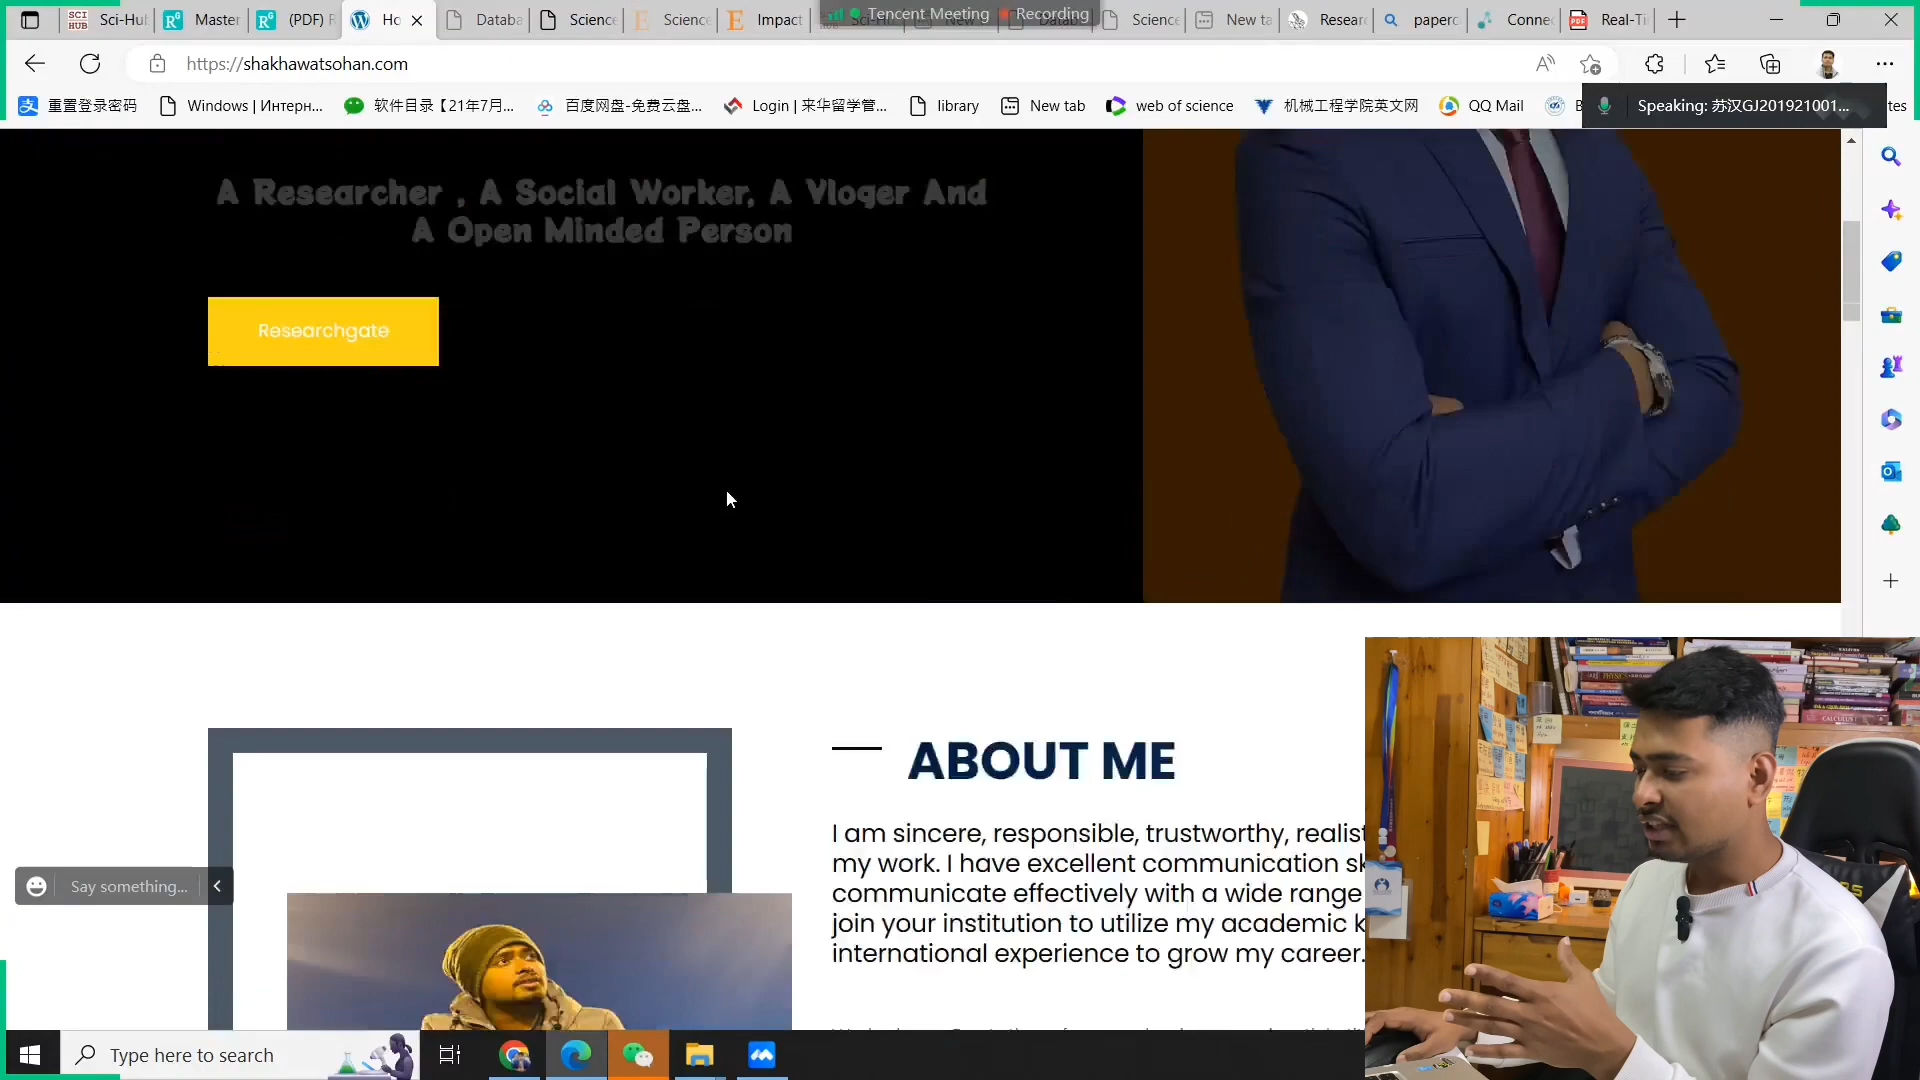 Sci-Hu
Master
(PDF) F
Ho
Databa
Science
Science
Impact
Tencent Meeting
Recording
Science
New ta
Resear
paperc
Connec
Real-Ti
https://shakhawatsohan.com
重置登录密码
Windows | Интерн...
软件目录【21年7月...
百度网盘-免费云盘...
Login | 来华留学管...
library
New tab
web of science
机械工程学院英文网
QQ Mail
Speaking: 苏汉GJ201921001...
tes
A Researcher , A Social Worker, A Vloger And
A Open Minded Person
Researchgate
ABOUT ME
I am sincere, responsible, trustworthy, realist
my work. I have excellent communication sk
communicate effectively with a wide range
join your institution to utilize my academic k
international experience to grow my career.
Say something...
Type here to search
PHYSICS
CALCULUS